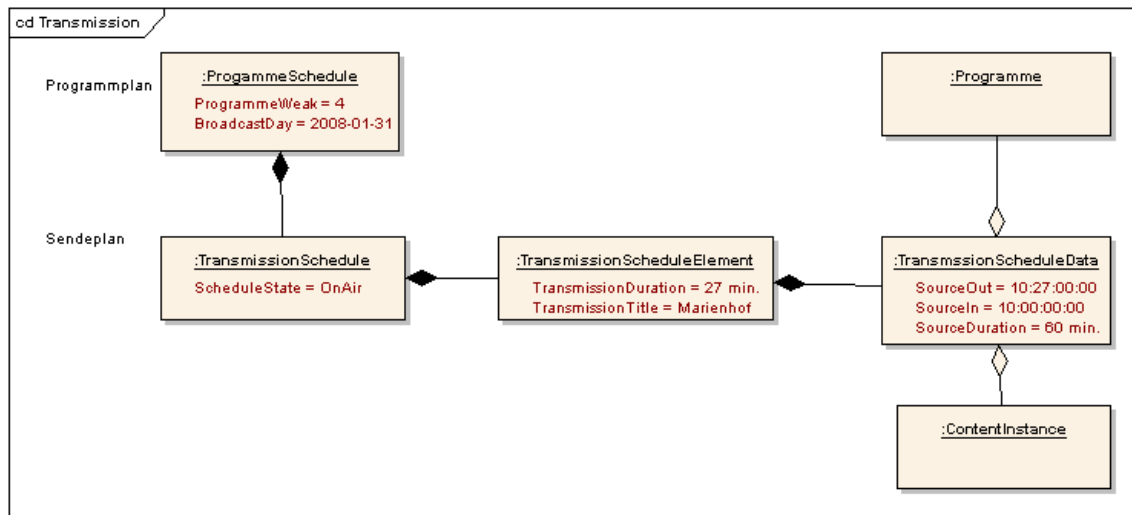 cd Transmission
Programmplan
:ProgammeSchedule
ProgrammeWeak = 4
BroadcastDay = 2008-01-31
:Programme
Sendeplan
:TransmissionSchedule
ScheduleState = OnAir
:TransmissionScheduleElement
TransmissionDuration = 27 min.
TransmissionTitle = Marienhof
:TransmssionScheduleData
SourceOut = 10:27:00:00
SourceIn = 10:00:00:00
SourceDuration = 60 min.
:ContentInstance